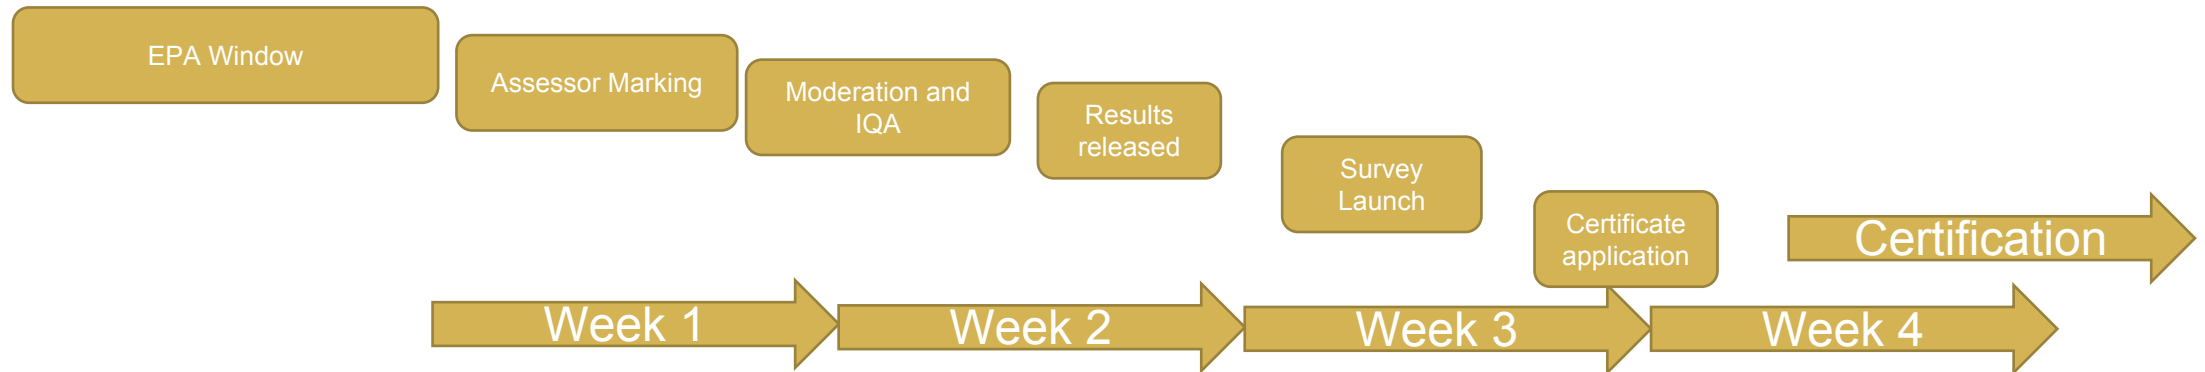 EPA Window
Assessor Marking
Moderation and
IQA
Results
released
Survey
Launch
Certificate
application
Certification
Week 1
Week 2
Week 3
Week 4